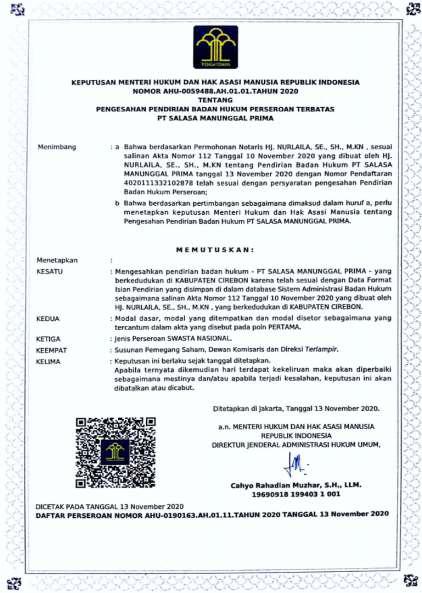 KEPUTUSAN MENTERI HUKUM DAN HAK ASASI MANUSIA REPUBLIK INDONESIA
NOMOR AHU-0059488.AH.01.01.TAHUN 2020
TENTANG
PENGESAHAN PENDIRIAN BADAN HUKUM PERSEROAN TERBATAS
PT SALASA MANUNGGAL PRIMA
Menimbang : a Bahwa berdasarkan Permohonan Notaris HJ. NURLAILA, SE., SH., M.KN , sesuai
salinan Akta Nomor 112 Tanggal 10 November 2020 yang dibuat oleh HJ.
NURLAILA, SE., SH., M.KN tentang Pendirian Badan Hukum PT SALASA
MANUNGGAL PRIMA tanggal 13 November 2020 dengan Nomor Pendaftaran
4020111332102878 telah sesuai dengan persyaratan pengesahan Pendirian
Badan Hukum Perseroan;
b Bahwa berdasarkan pertimbangan sebagaimana dimaksud dalam huruf a, perlu
menetapkan keputusan Menteri Hukum dan Hak Asasi Manusia tentang
Pengesahan Pendirian Badan Hukum PT SALASA MANUNGGAL PRIMA.
M E M U T U S K A N :
Menetapkan :
KESATU : Mengesahkan pendirian badan hukum - PT SALASA MANUNGGAL PRIMA - yang
berkedudukan di KABUPATEN CIREBON karena telah sesuai dengan Data Format
Isian Pendirian yang disimpan di dalam database Sistem Administrasi Badan Hukum
sebagaimana salinan Akta Nomor 112 Tanggal 10 November 2020 yang dibuat oleh
HJ. NURLAILA, SE., SH., M.KN , yang berkedudukan di KABUPATEN CIREBON.
KEDUA : Modal dasar, modal yang ditempatkan dan modal disetor sebagaimana yang
tercantum dalam akta yang disebut pada poin PERTAMA.
KETIGA : Jenis Perseroan SWASTA NASIONAL.
KEEMPAT : Susunan Pemegang Saham, Dewan Komisaris dan Direksi Terlampir.
KELIMA : Keputusan ini berlaku sejak tanggal ditetapkan.
Apabila ternyata dikemudian hari terdapat kekeliruan maka akan diperbaiki
sebagaimana mestinya dan/atau apabila terjadi kesalahan, keputusan ini akan
dibatalkan atau dicabut.
Ditetapkan di Jakarta, Tanggal 13 November 2020.
a.n. MENTERI HUKUM DAN HAK ASASI MANUSIA
REPUBLIK INDONESIA
DIREKTUR JENDERAL ADMINISTRASI HUKUM UMUM,
Cahyo Rahadian Muzhar, S.H., LLM.
19690918 199403 1 001
DICETAK PADA TANGGAL 13 November 2020
DAFTAR PERSEROAN NOMOR AHU-0190163.AH.01.11.TAHUN 2020 TANGGAL 13 November 2020